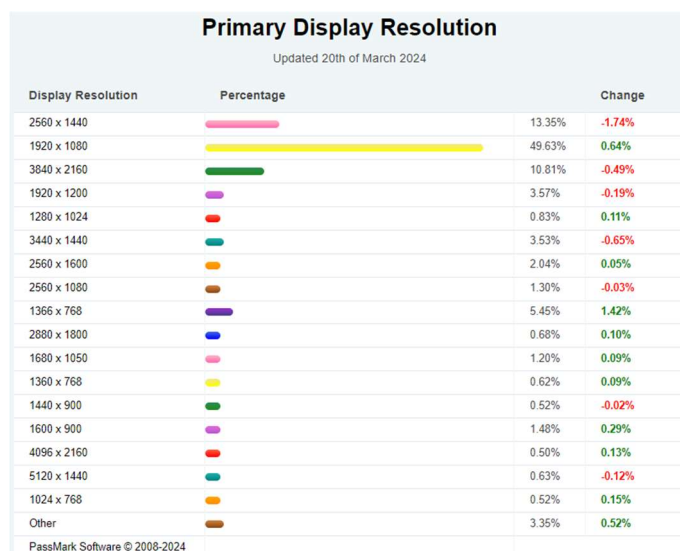 Primary Display Resolution
Updated 20th of March 2024
Display Resolution Percentage Change
2560 x 1440 13.35% -1.74%
1920 x 1080 49.63% 0.64%
3840 x 2160 10.81% -0.49%
1920 x 1200 3.57% -0.19%
1280 x 1024 0.83% 0.11%
3440 x 1440 3.53% -0.65%
2560 x 1600 2.04% 0.05%
2560 x 1080 1.30% -0.03%
1366 x 768 5.45% 1.42%
2880 x 1800 0.68% 0.10%
1680 x 1050 1.20% 0.09%
1360 x 768 0.62% 0.09%
1440 x 900 0.52% -0.02%
1600 x 900 1.48% 0.29%
4096 x 2160 0.50% 0.13%
5120 x 1440 0.63% -0.12%
1024 x 768 0.52% 0.15%
Other 3.35% 0.52%
PassMark Software © 2008-2024